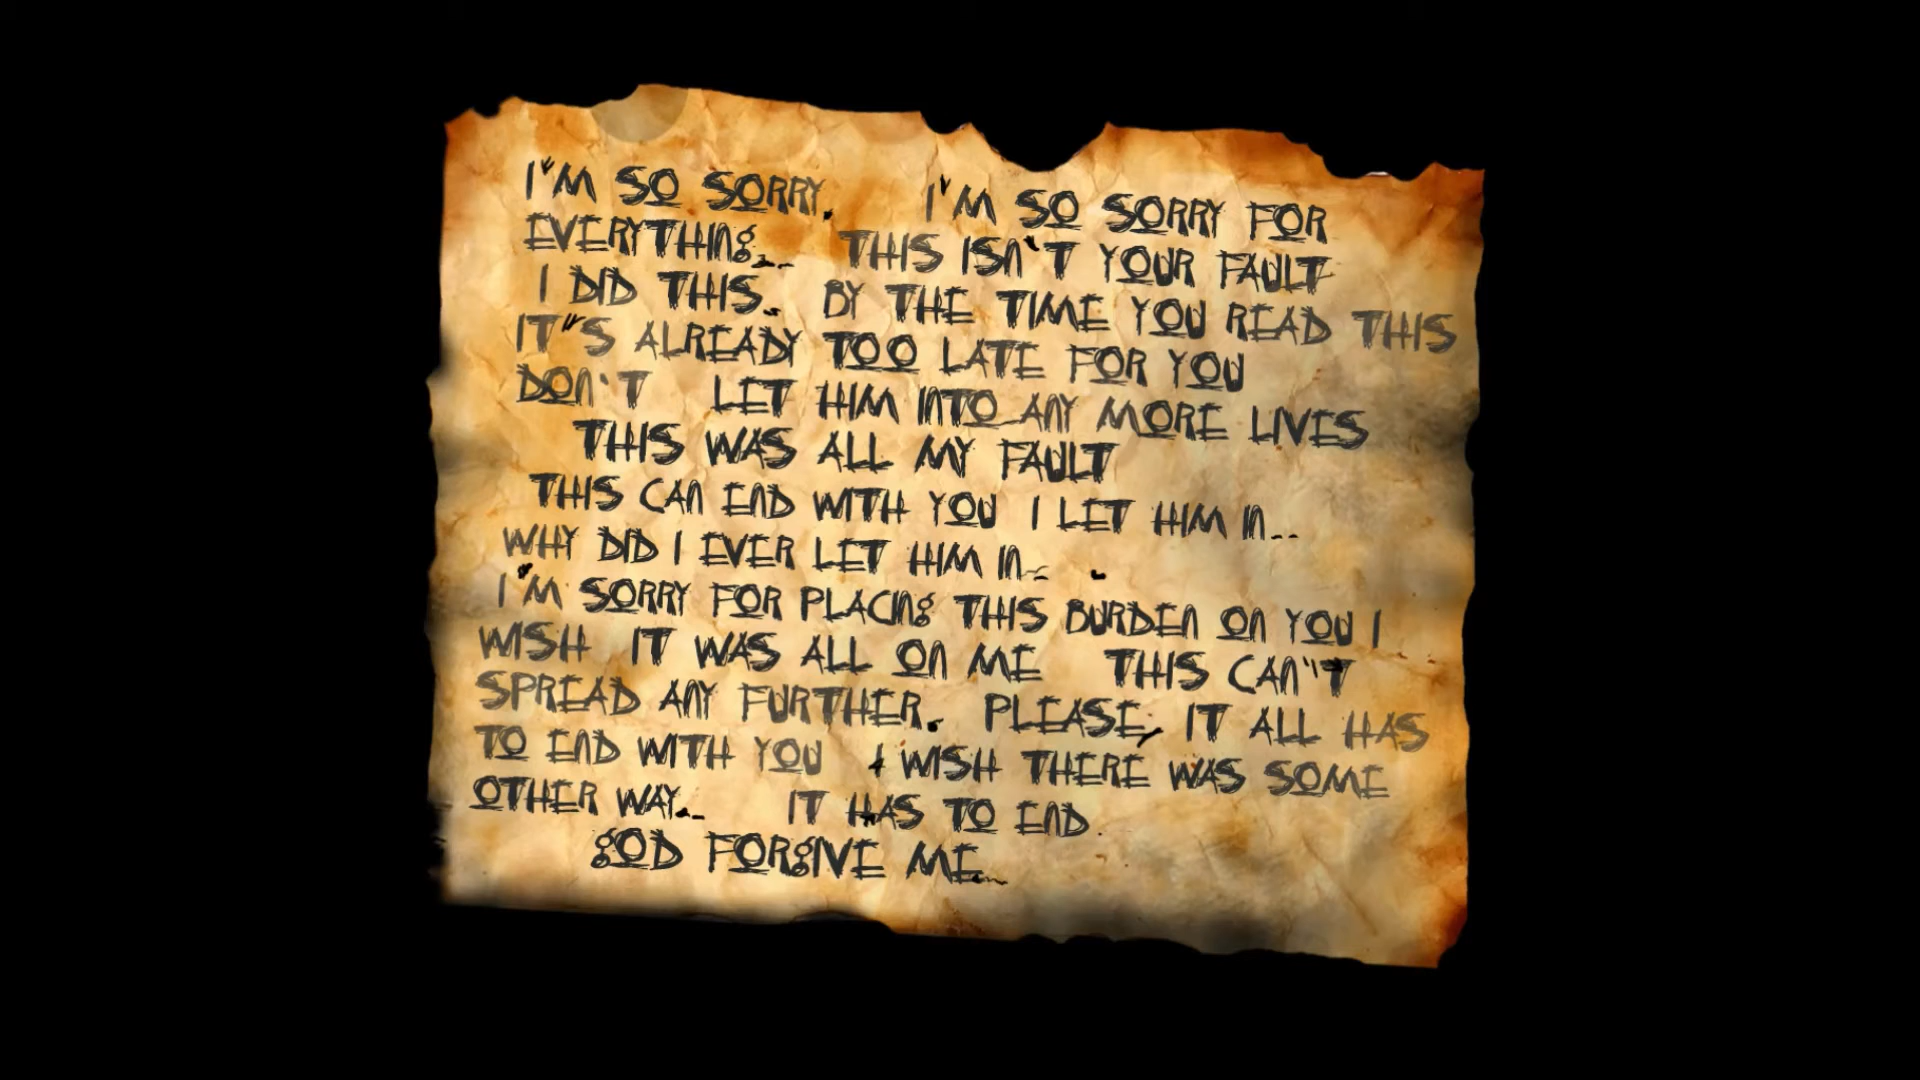 I'M SO SORRY. I'M SO SORRY FOR
EVERYTHING... THIS ISN'T YOUR FAULT
I DID THIS.. BY THE TIME YOU READ THIS
IT"S ALREADY TOO LATE FOR YOU
DON'T LET HIM INTO ANY MORE LIVES
THIS WAS ALL MY FAULT
THIS CAN END WITH YOU I LET HIM IN...
WHY DID I EVER LET HIM IN...
I'M SORRY FOR PLACING THIS BURDEN ON YOU I
WISH IT WAS ALL ON ME THIS CAN'T
SPREAD ANY FURTHER. PLEASE, IT ALL HAS
TO END WITH YOU I WISH THERE WAS SOME
OTHER WAY... IT HAS TO END.
GOD FORGIVE ME...